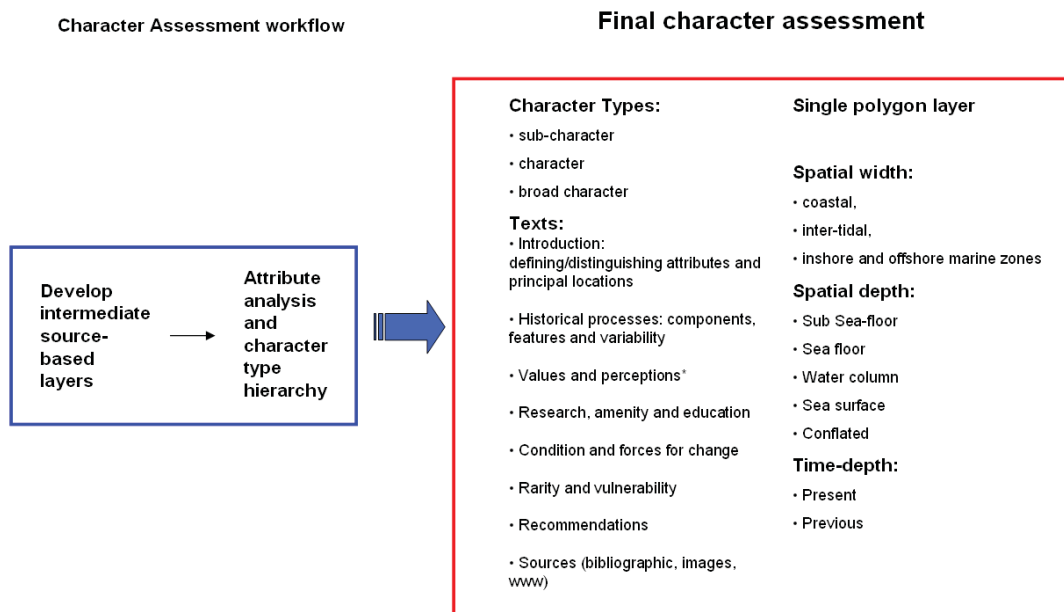 Character Assessment workflow
Final character assessment
Develop
intermediate
source-
based
layers
Attribute
analysis
and
character
type
hierarchy
Character Types:
• sub-character
• character
• broad character
Texts:
• Introduction:
defining/distinguishing attributes and
principal locations
• Historical processes: components,
features and variability
• Values and perceptions*
• Research, amenity and education
• Condition and forces for change
• Rarity and vulnerability
• Recommendations
• Sources (bibliographic, images,
www)
Single polygon layer
Spatial width:
• coastal,
• inter-tidal,
• inshore and offshore marine zones
Spatial depth:
• Sub Sea-floor
• Sea floor
• Water column
• Sea surface
• Conflated
Time-depth:
• Present
• Previous